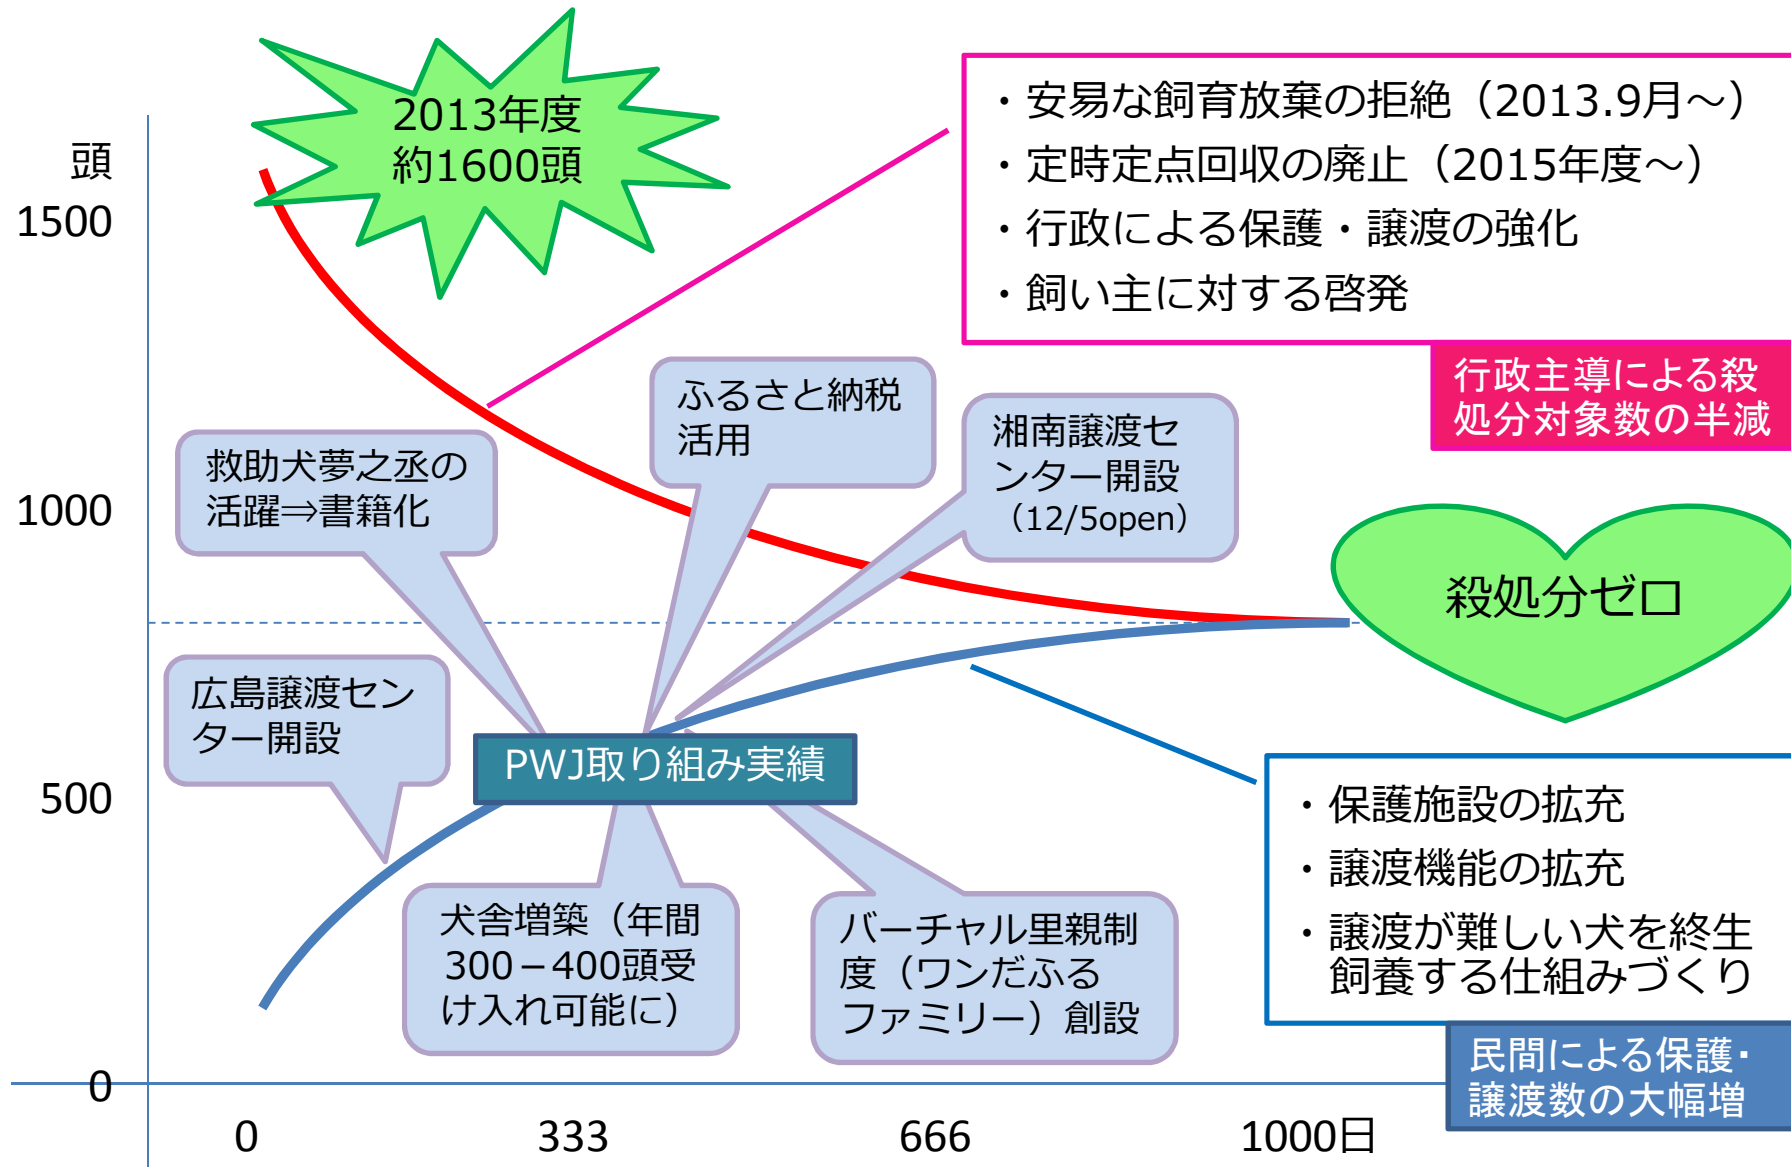 2013年度
約1600頭
頭
1500
1000
500
0
0
333
666
1000日
・安易な飼育放棄の拒絶（2013.9月～）
・定時定点回収の廃止（2015年度～）
・行政による保護・譲渡の強化
・飼い主に対する啓発
行政主導による殺
処分対象数の半減
ふるさと納税
活用
湘南譲渡セ
ンター開設
（12/5open）
救助犬夢之丞の
活躍⇒書籍化
殺処分ゼロ
広島譲渡セン
ター開設
PWJ取り組み実績
犬舎増築（年間
300－400頭受
け入れ可能に）
バーチャル里親制
度（ワンだふる
ファミリー）創設
・保護施設の拡充
・譲渡機能の拡充
・譲渡が難しい犬を終生
飼養する仕組みづくり
民間による保護・
譲渡数の大幅増